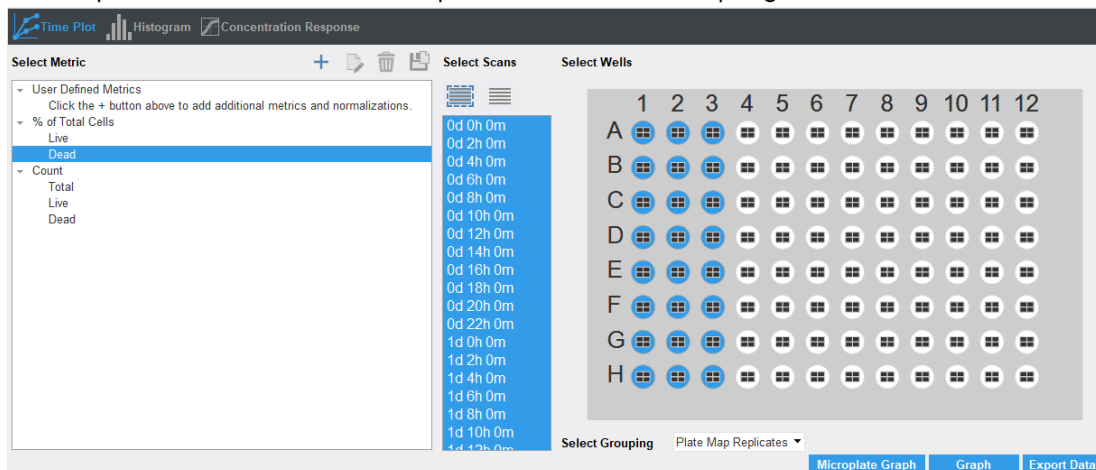 Time Plot Histogram Concentration Response
Select Metric
User Defined Metrics
Click the + button above to add additional metrics and normalizations.
% of Total Cells
Live
Dead
Count
Total
Live
Dead
Select Scans
0d 0h 0m
0d 2h 0m
0d 4h 0m
0d 6h 0m
0d 8h 0m
0d 10h 0m
0d 12h 0m
0d 14h 0m
0d 16h 0m
0d 18h 0m
0d 20h 0m
0d 22h 0m
1d 0h 0m
1d 2h 0m
1d 4h 0m
1d 6h 0m
1d 8h 0m
1d 10h 0m
1d 12h 0m
Select Wells
1 2 3 4 5 6 7 8 9 10 11 12
A
B
C
D
E
F
G
H
Select Grouping Plate Map Replicates
Microplate Graph Graph Export Data